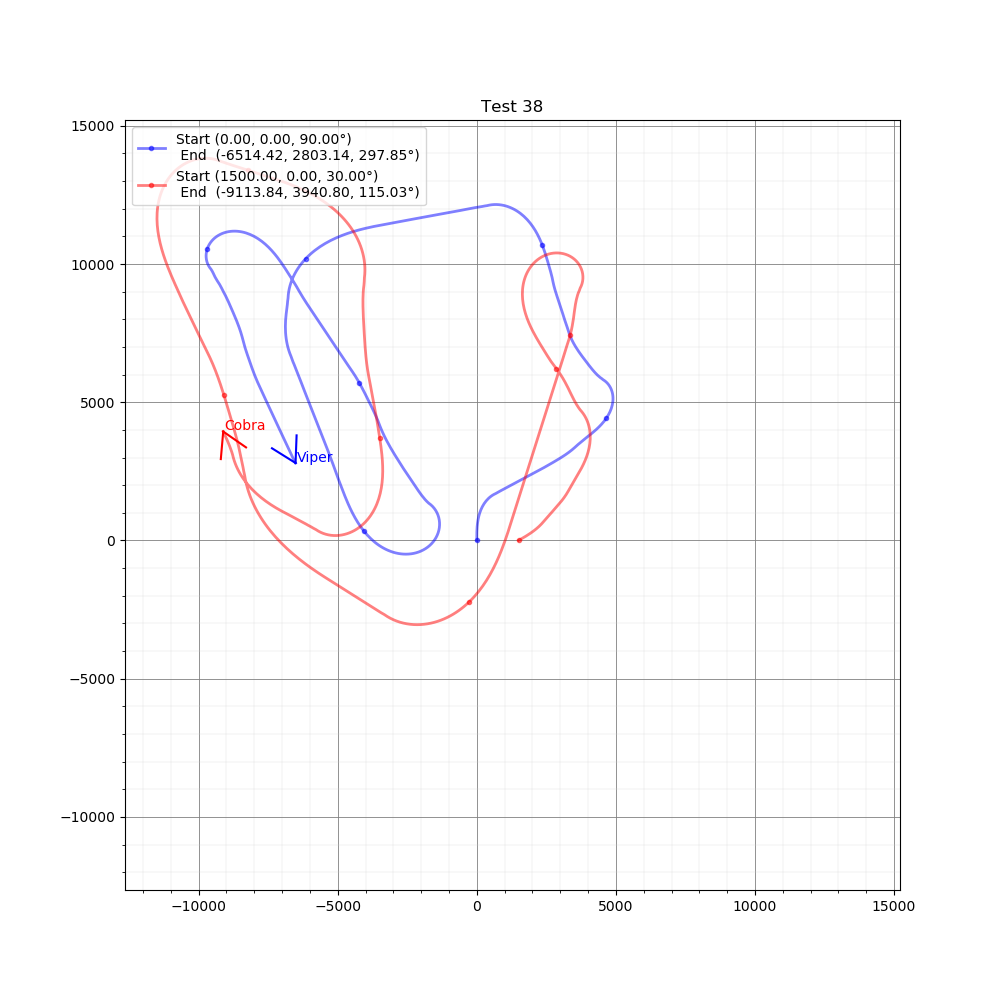 Test 38
Start (0.00, 0.00, 90.00°)
End  (-6514.42, 2803.14, 297.85°)
Start (1500.00, 0.00, 30.00°)
End  (-9113.84, 3940.80, 115.03°)
15000
10000
5000
0
−5000
−10000
Cobra
Viper
−10000
−5000
0
5000
10000
15000